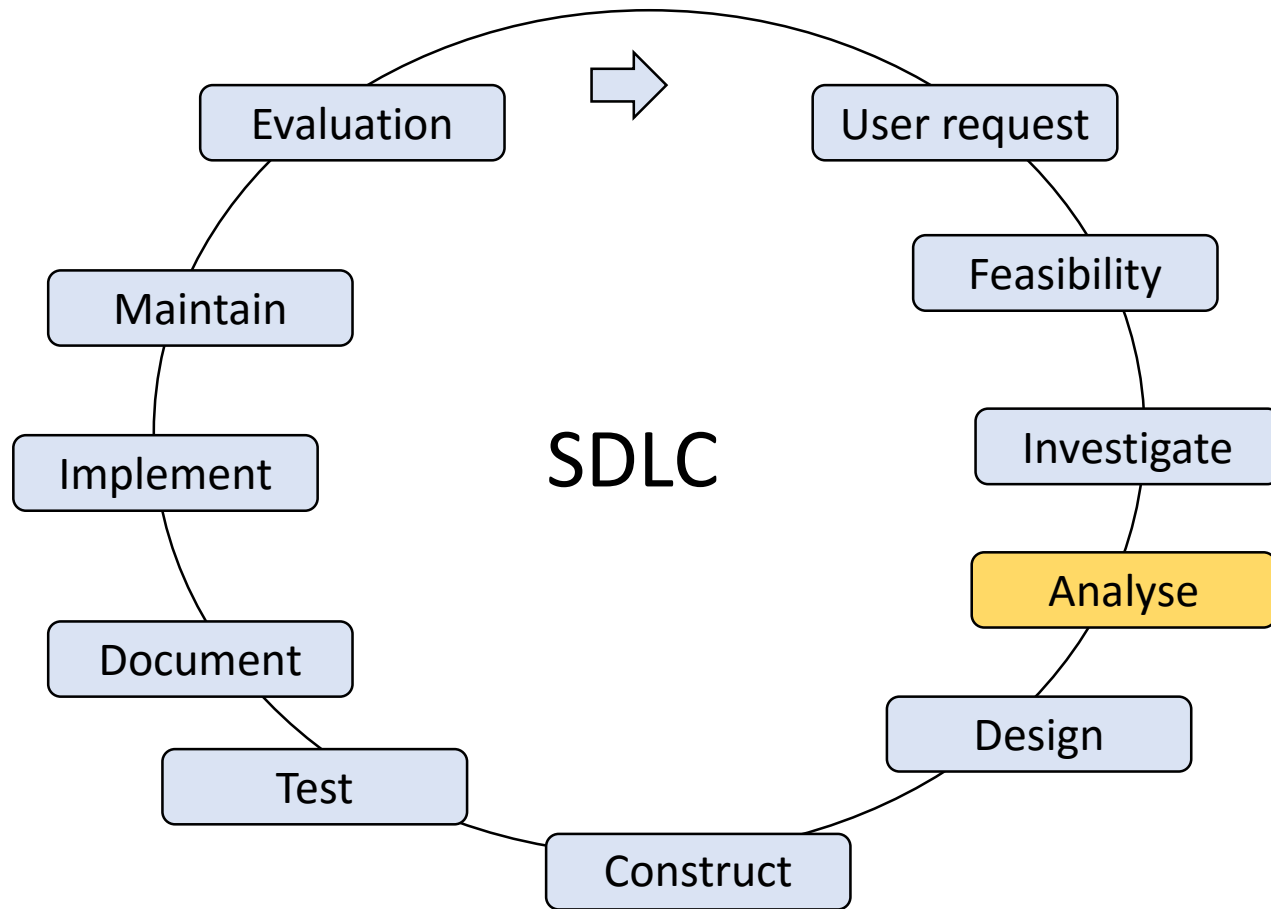 Evaluation
User request
Maintain
Feasibility
SDLC
Implement
Investigate
Analyse
Document
Design
Test
Construct